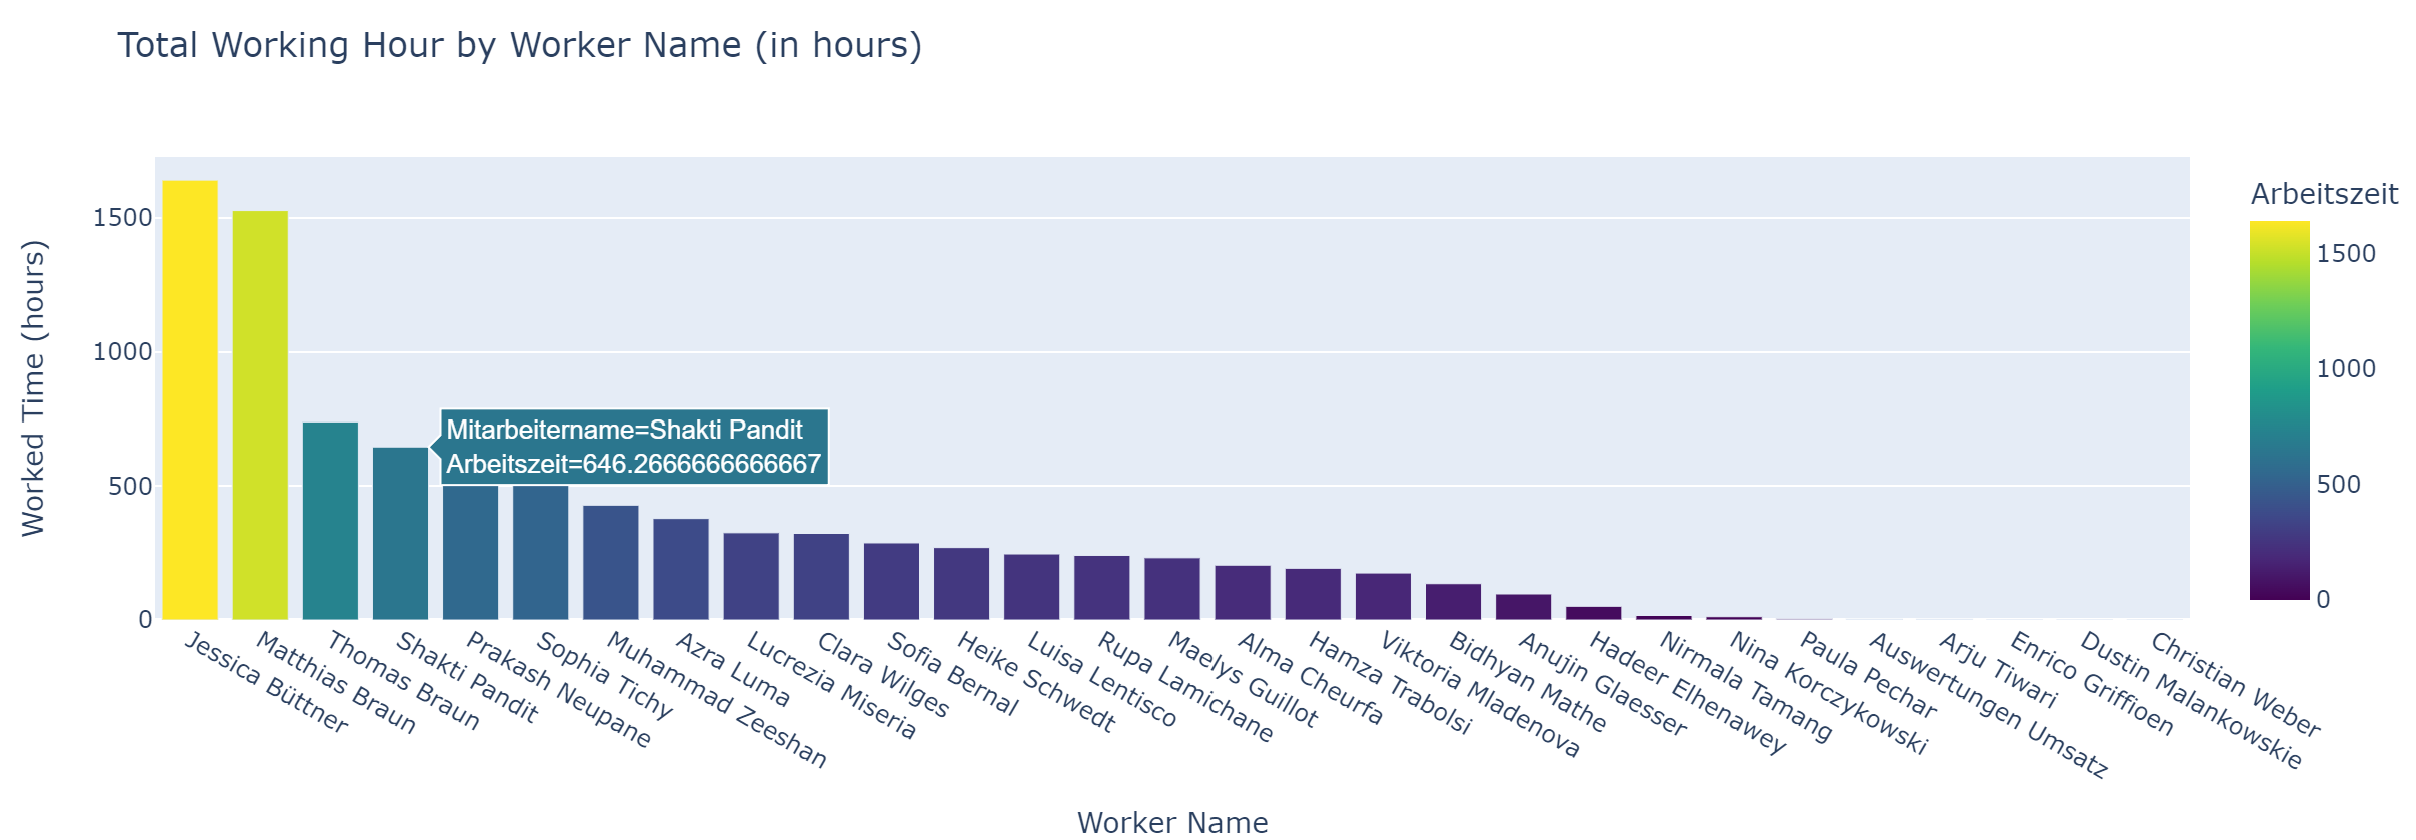 Total Working Hour by Worker Name (in hours)
Arbeitszeit
1500
1000
500
0
Worked Time (hours)
1500
1000
500
0
Mitarbeitername=Shakti Pandit
Arbeitszeit=646.2666666666667
Jessica Büttner
Matthias Braun
Thomas Braun
Shakti Pandit
Prakash Neupane
Sophia Tichy
Muhammad Zeeshan
Azra Luma
Lucrezia Miseria
Clara Wilges
Sofia Bernal
Heike Schwedt
Luisa Lentisco
Rupa Lamichane
Maelys Guillot
Alma Cheurfa
Hamza Trabolsi
Viktoria Mladenova
Bidhyan Mathe
Anujin Glaesser
Hadeer Elhenawey
Nirmala Tamang
Nina Korczykowski
Paula Pechar
Auswertungen Umsatz
Arju Tiwari
Enrico Griffioen
Dustin Malankowskie
Christian Weber
Worker Name